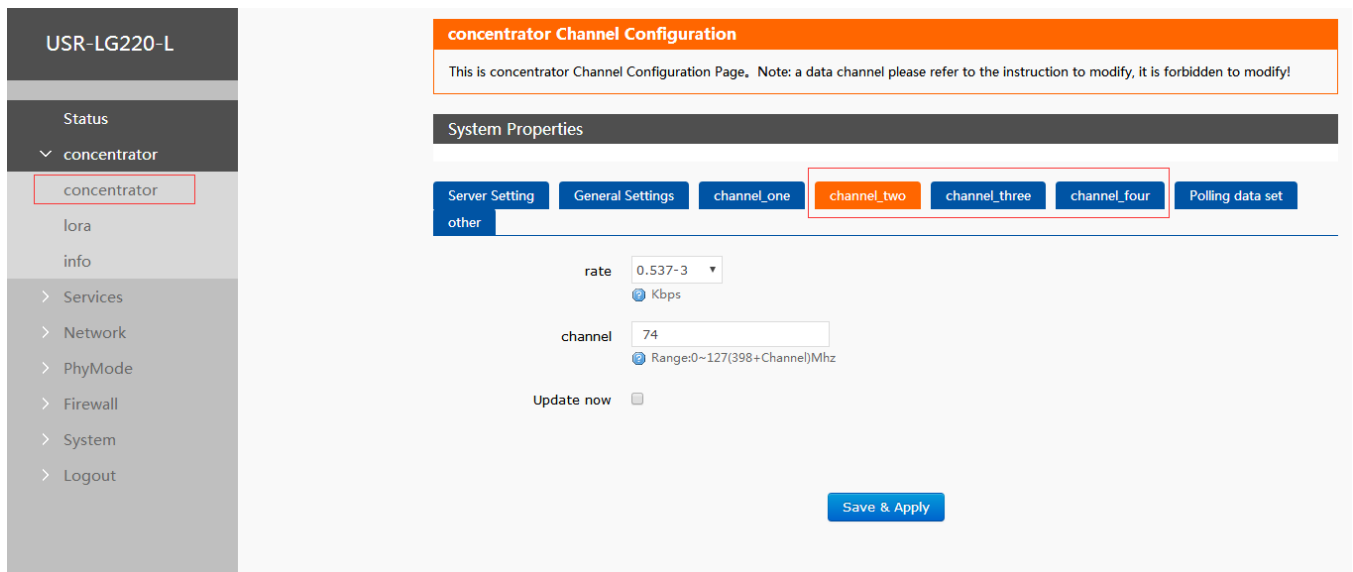 USR-LG220-L
Status
concentrator
concentrator
lora
info
Services
Network
PhyMode
Firewall
System
Logout
concentrator Channel Configuration
This is concentrator Channel Configuration Page。Note: a data channel please refer to the instruction to modify, it is forbidden to modify!
System Properties
Server Setting General Settings channel_one channel_two channel_three channel_four Polling data set
other
rate 0.537-3
Kbps
channel 74
Range:0~127(398+Channel)Mhz
Update now
Save & Apply